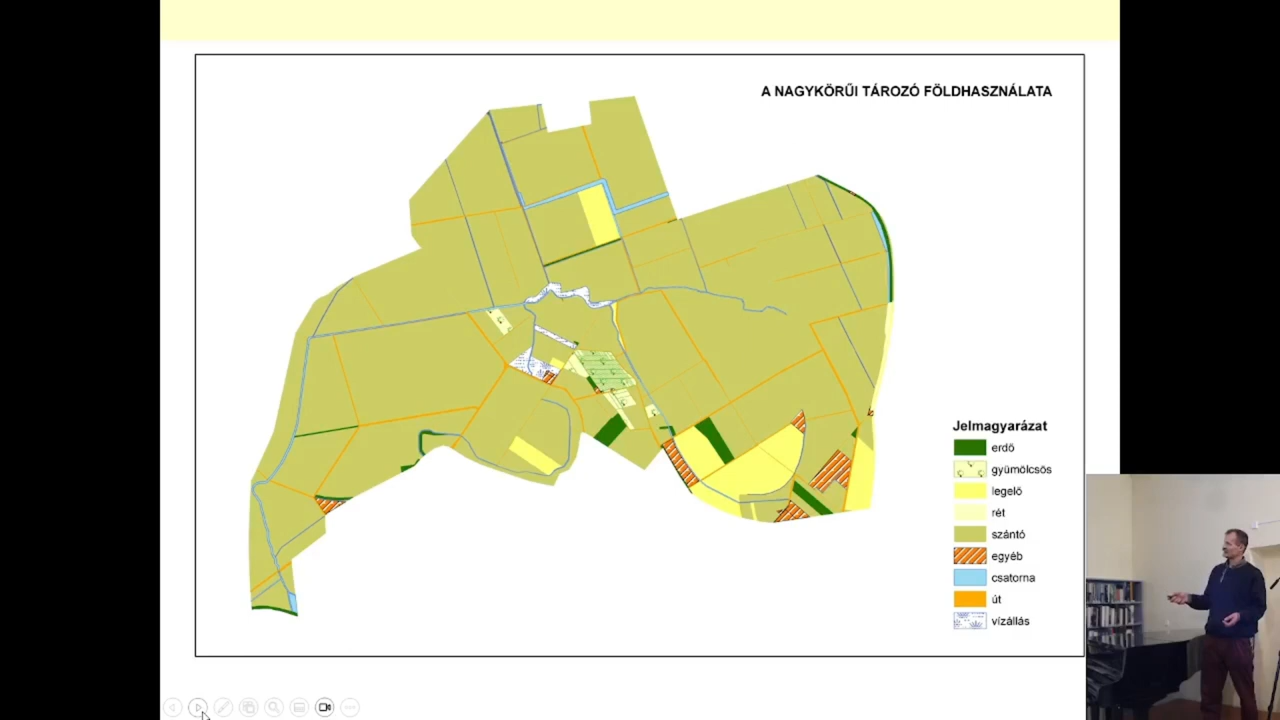 A NAGYKÖRŰI TÁROZÓ FÖLDHASZNÁLATA
Jelmagyarázat
erdő
gyümölcsös
legelő
rét
szántó
egyéb
csatorna
út
vízállás